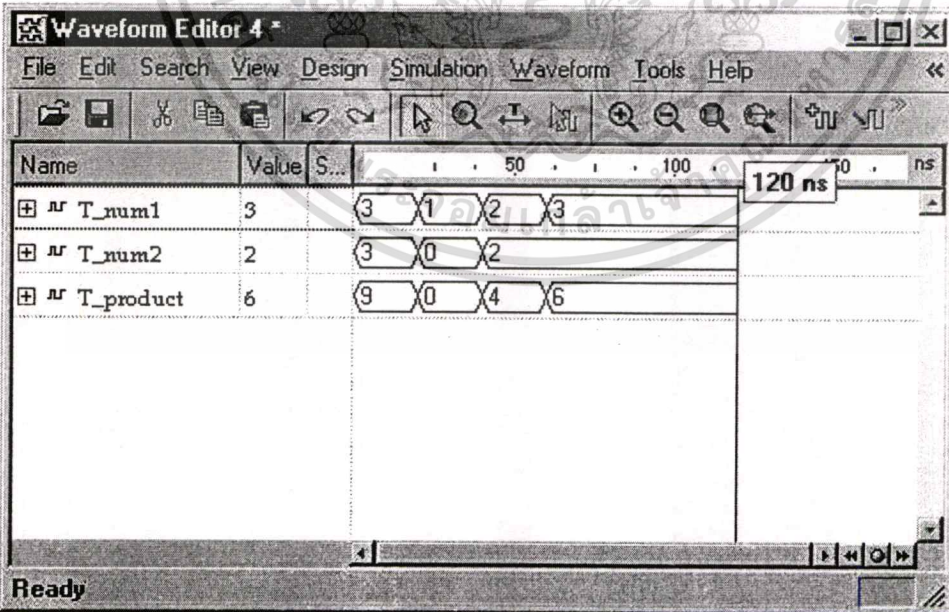 Waveform Editor 4 *
File Edit Search View Design Simulation Waveform Tools Help
Name Value S... 50 100 ns
120 ns
T_num1 3 3 1 2 3
T_num2 2 3 0 2
T_product 6 9 0 4 6
Ready